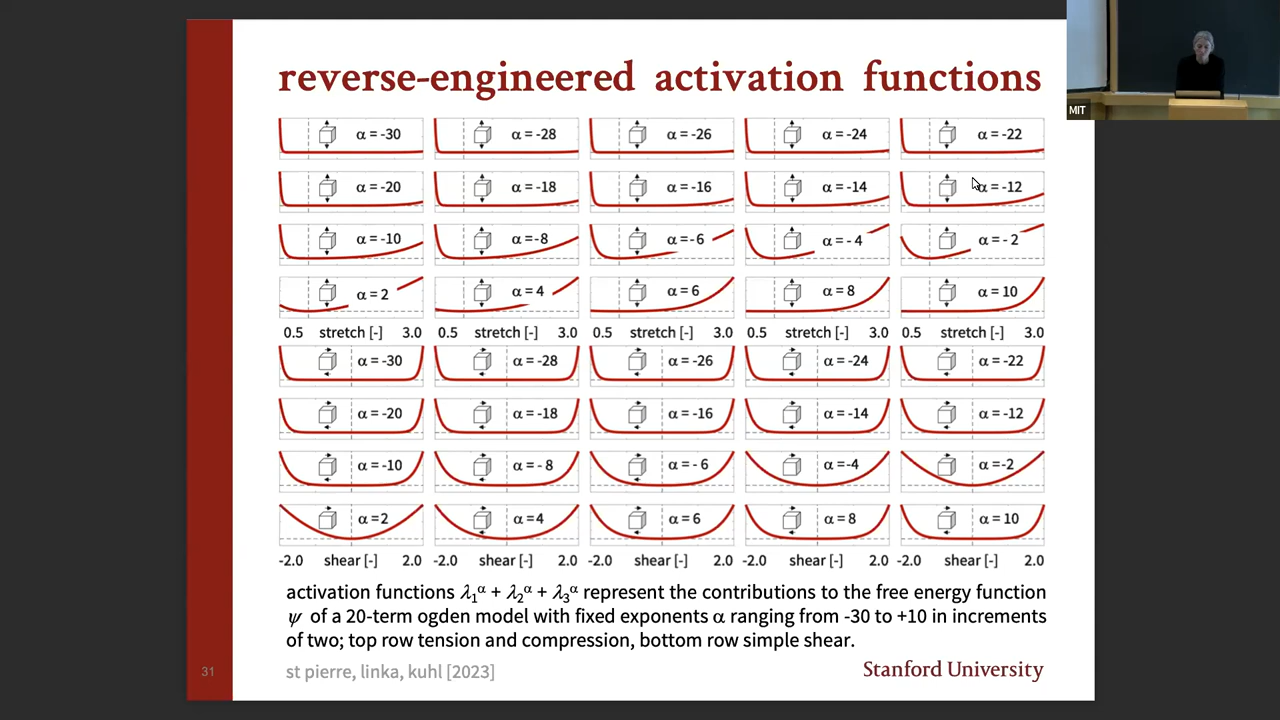 reverse-engineered activation functions
α = -30 α = -28 α = -26 α = -24 α = -22
α = -20 α = -18 α = -16 α = -14 α = -12
α = -10 α = -8 α = -6 α = - 4 α = - 2
α = 2 α = 4 α = 6 α = 8 α = 10
0.5 stretch [-] 3.0 0.5 stretch [-] 3.0 0.5 stretch [-] 3.0 0.5 stretch [-] 3.0 0.5 stretch [-] 3.0
α = -30 α = -28 α = -26 α = -24 α = -22
α = -20 α = -18 α = -16 α = -14 α = -12
α = -10 α = - 8 α = - 6 α = -4 α = -2
α = 2 α = 4 α = 6 α = 8 α = 10
-2.0 shear [-] 2.0 -2.0 shear [-] 2.0 -2.0 shear [-] 2.0 -2.0 shear [-] 2.0 -2.0 shear [-] 2.0
activation functions λ₁ᵅ + λ₂ᵅ + λ₃ᵅ represent the contributions to the free energy function
ψ of a 20-term ogden model with fixed exponents α ranging from -30 to +10 in increments
of two; top row tension and compression, bottom row simple shear.
31 st pierre, linka, kuhl [2023] Stanford University
MIT